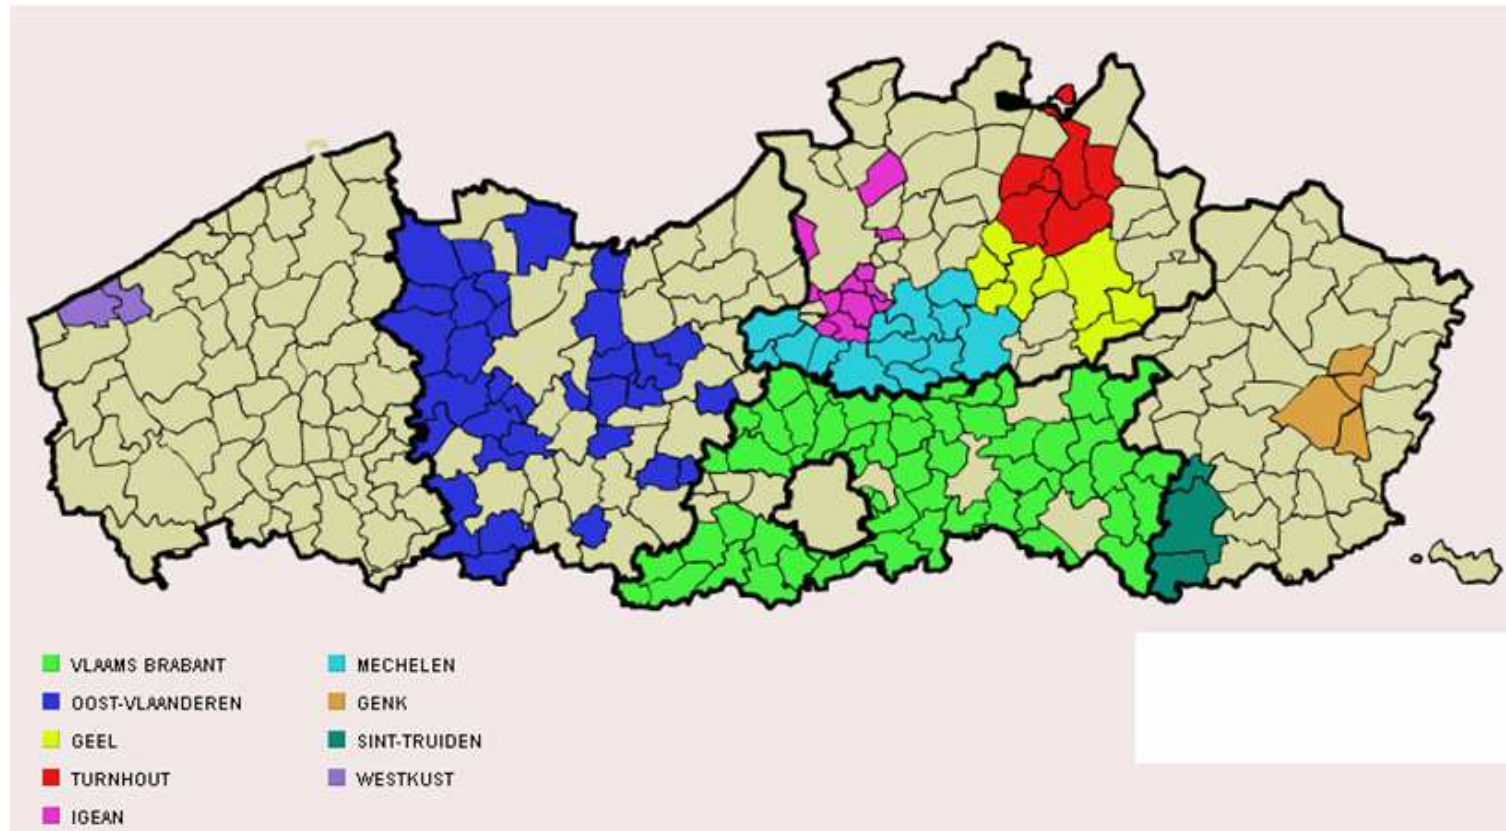 VLAAMS BRABANT
OOST-VLAANDEREN
GEEL
TURNHOUT
IGEAN
MECHELEN
GENK
SINT-TRUIDEN
WESTKUST